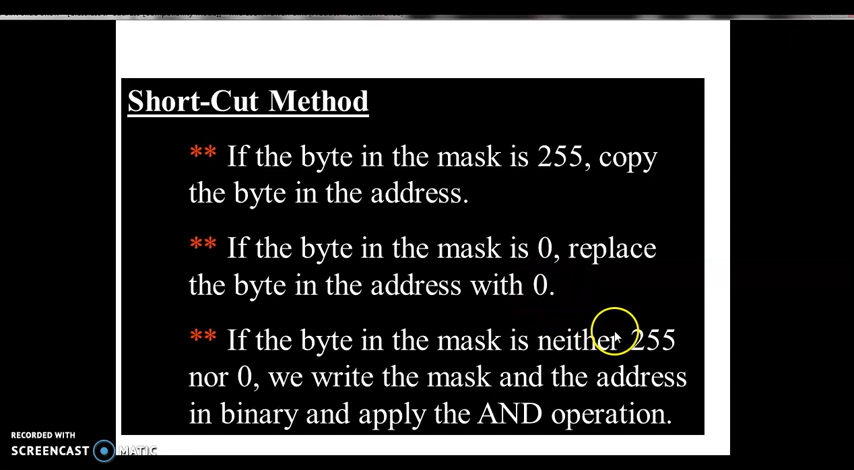 Short-Cut Method
** If the byte in the mask is 255, copy
the byte in the address.
** If the byte in the mask is 0, replace
the byte in the address with 0.
** If the byte in the mask is neither 255
nor 0, we write the mask and the address
in binary and apply the AND operation.
RECORDED WITH
SCREENCAST MATIC